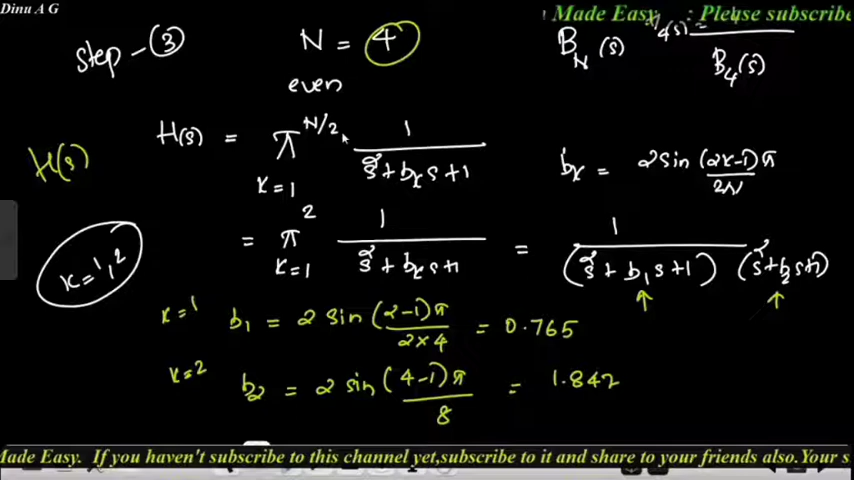 Dinu A G
Made Easy. : Please subscribe
Step - ③ N = 4 B_N(s) H_4(s) = 1 / B_4(s)
even
H(s) H(s) = π_{K=1}^{N/2} 1 / (s² + b_K s + 1) b_K = 2 sin (2K-1)π / 2N
K = 1, 2 = π_{K=1}^{2} 1 / (s² + b_K s + 1) = 1 / (s² + b_1 s + 1) (s² + b_2 s + 1)
K=1 b_1 = 2 sin (2-1)π / 2×4 = 0.765
K=2 b_2 = 2 sin (4-1)π / 8 = 1.842
Made Easy. If you haven't subscribe to this channel yet,subscribe to it and share to your friends also.Your s